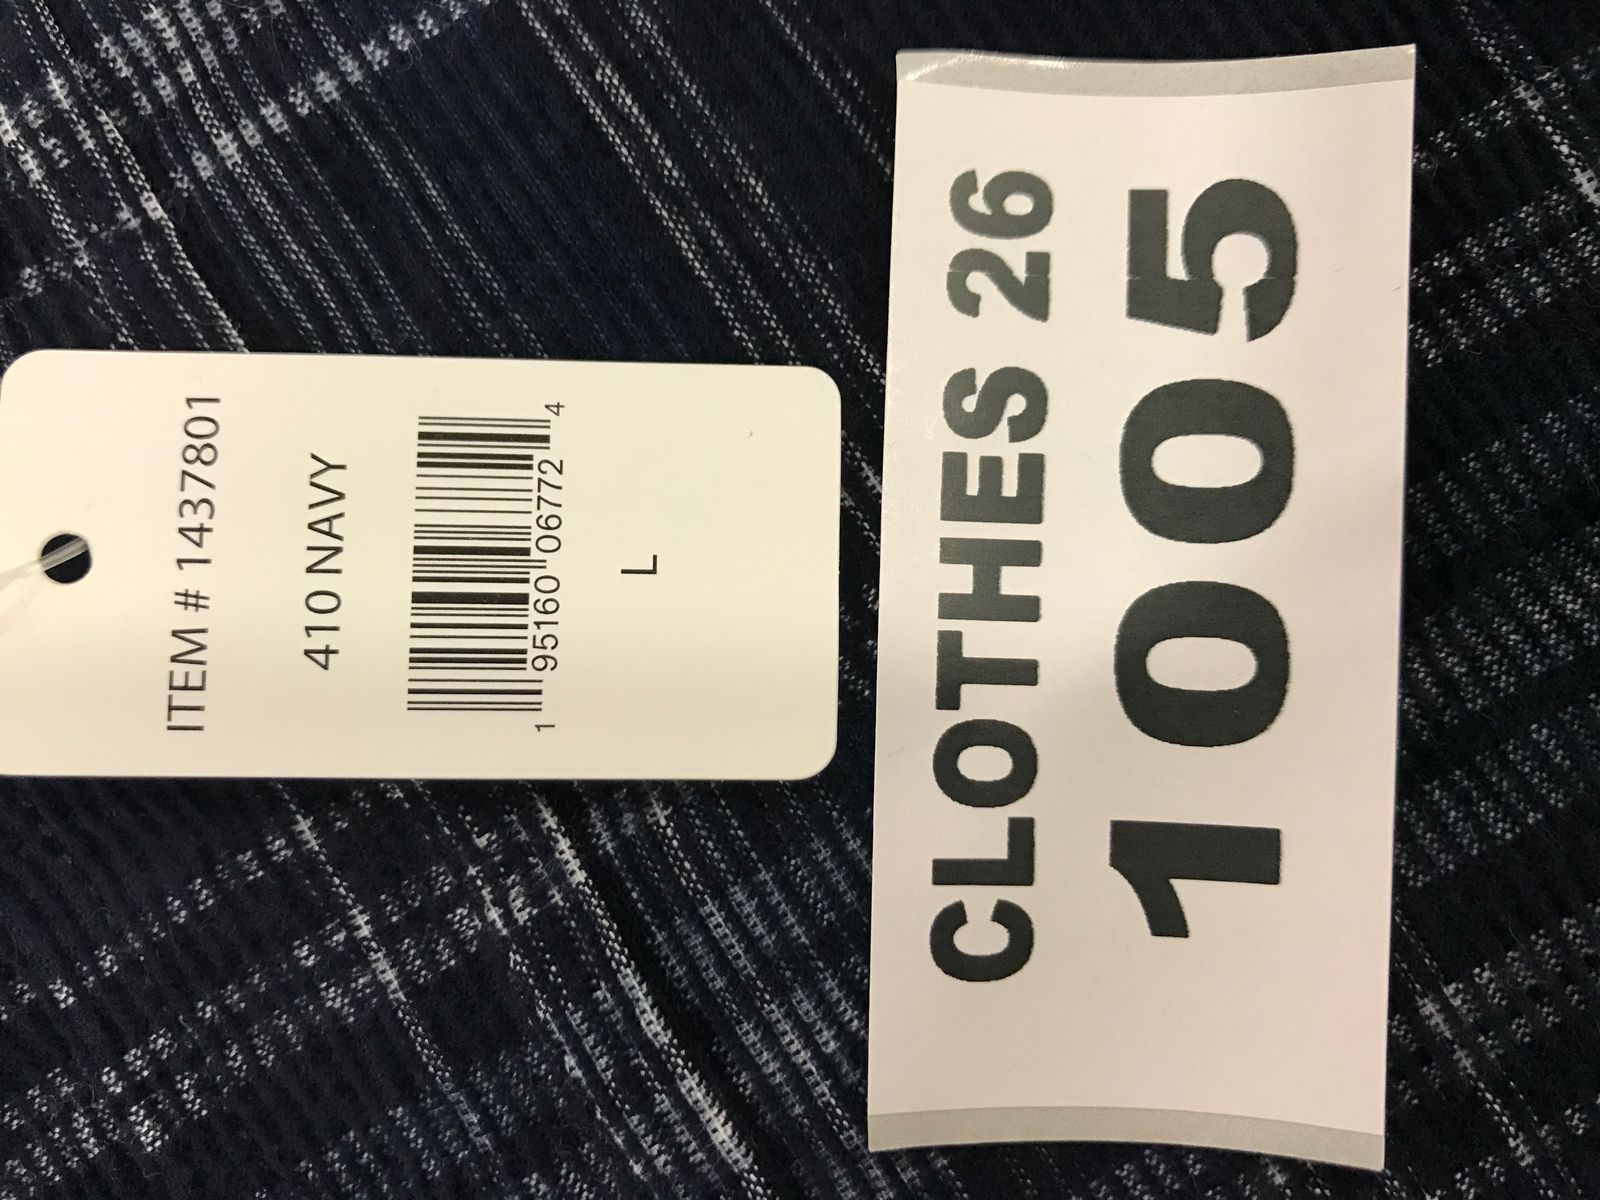 ITEM # 1437801
410 NAVY
1 95160 06772 4
L
CLOTHES 26
1005